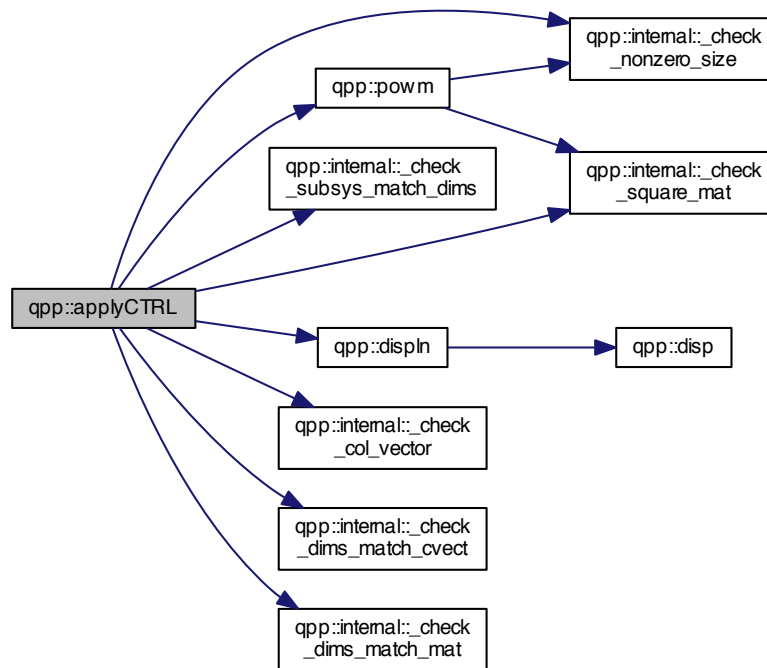 qpp::internal::_check
_nonzero_size
qpp::powm
qpp::internal::_check
_subsys_match_dims
qpp::internal::_check
_square_mat
qpp::applyCTRL
qpp::displn
qpp::disp
qpp::internal::_check
_col_vector
qpp::internal::_check
_dims_match_cvect
qpp::internal::_check
_dims_match_mat